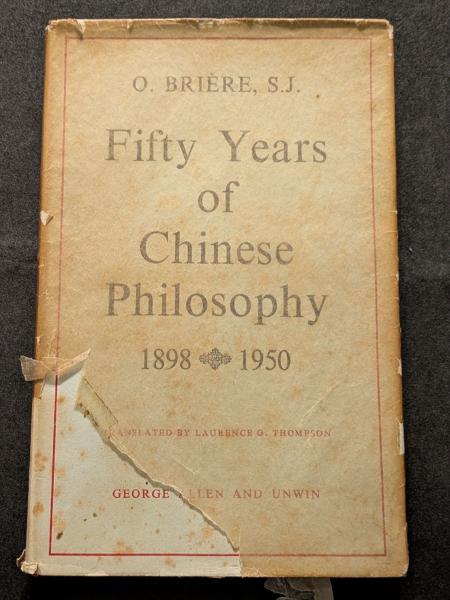 O. BRIÈRE, S.J.
Fifty Years
of
Chinese
Philosophy
1898 1950
TRANSLATED BY LAURENCE G. THOMPSON
GEORGE ALLEN AND UNWIN